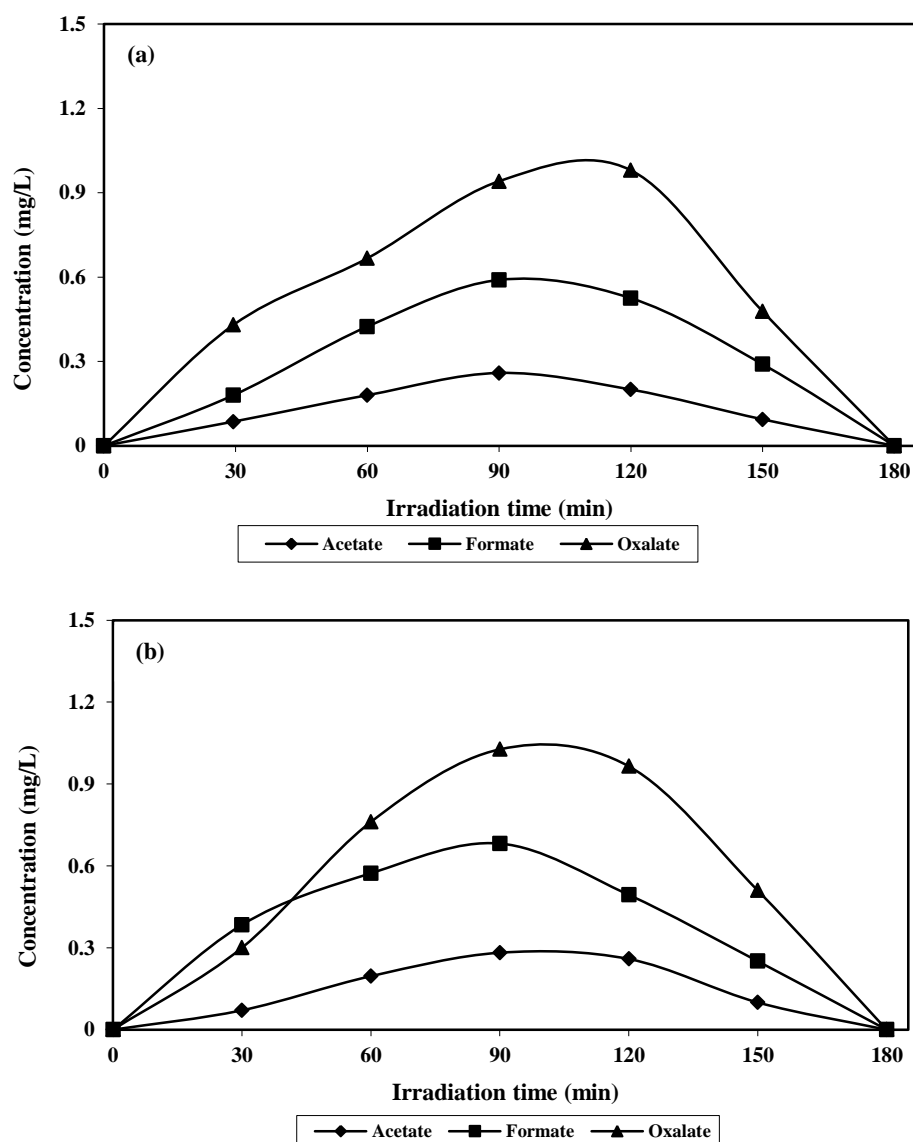 (a)
1.5
1.2
0.9
0.6
0.3
0
Concentration (mg/L)
0 30 60 90 120 150 180
Irradiation time (min)
Acetate Formate Oxalate
(b)
1.5
1.2
0.9
0.6
0.3
0
Concentration (mg/L)
0 30 60 90 120 150 180
Irradiation time (min)
Acetate Formate Oxalate